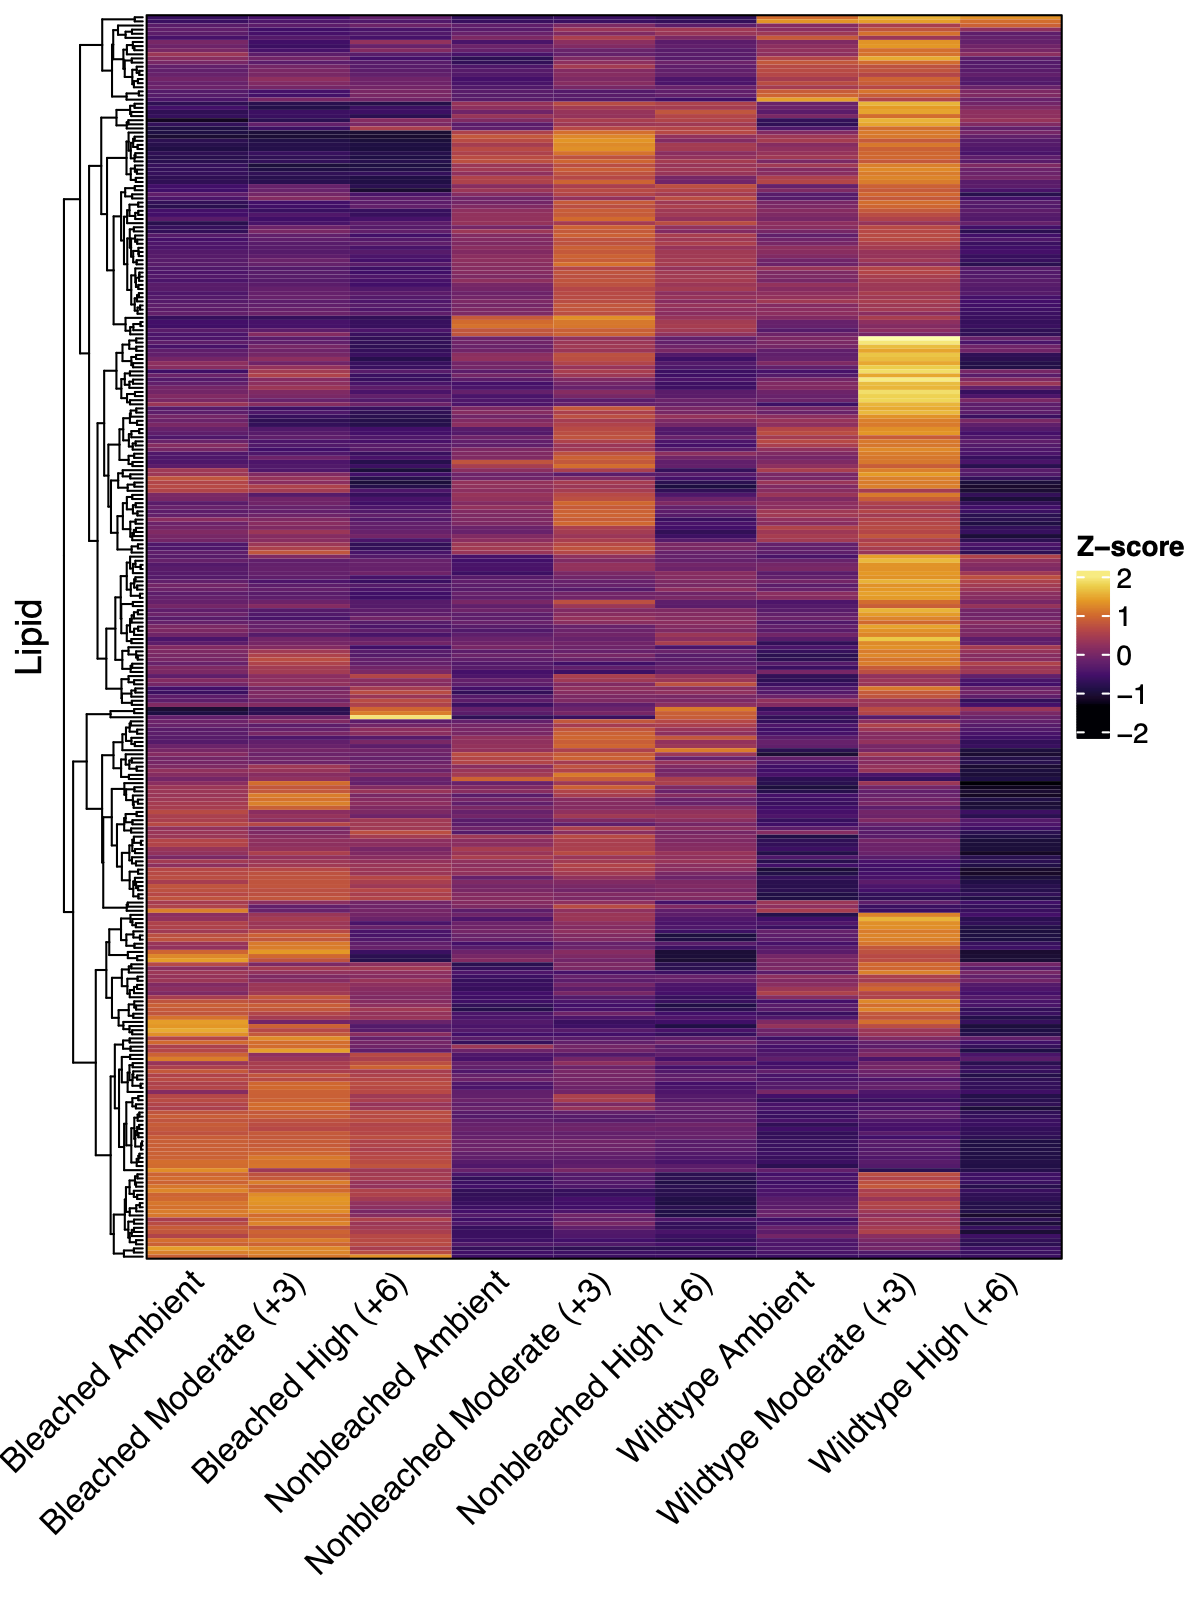 Lipid
Z−score
2
1
0
−1
−2
Bleached Ambient
Bleached Moderate (+3)
Bleached High (+6)
Nonbleached Ambient
Nonbleached Moderate (+3)
Nonbleached High (+6)
Wildtype Ambient
Wildtype Moderate (+3)
Wildtype High (+6)